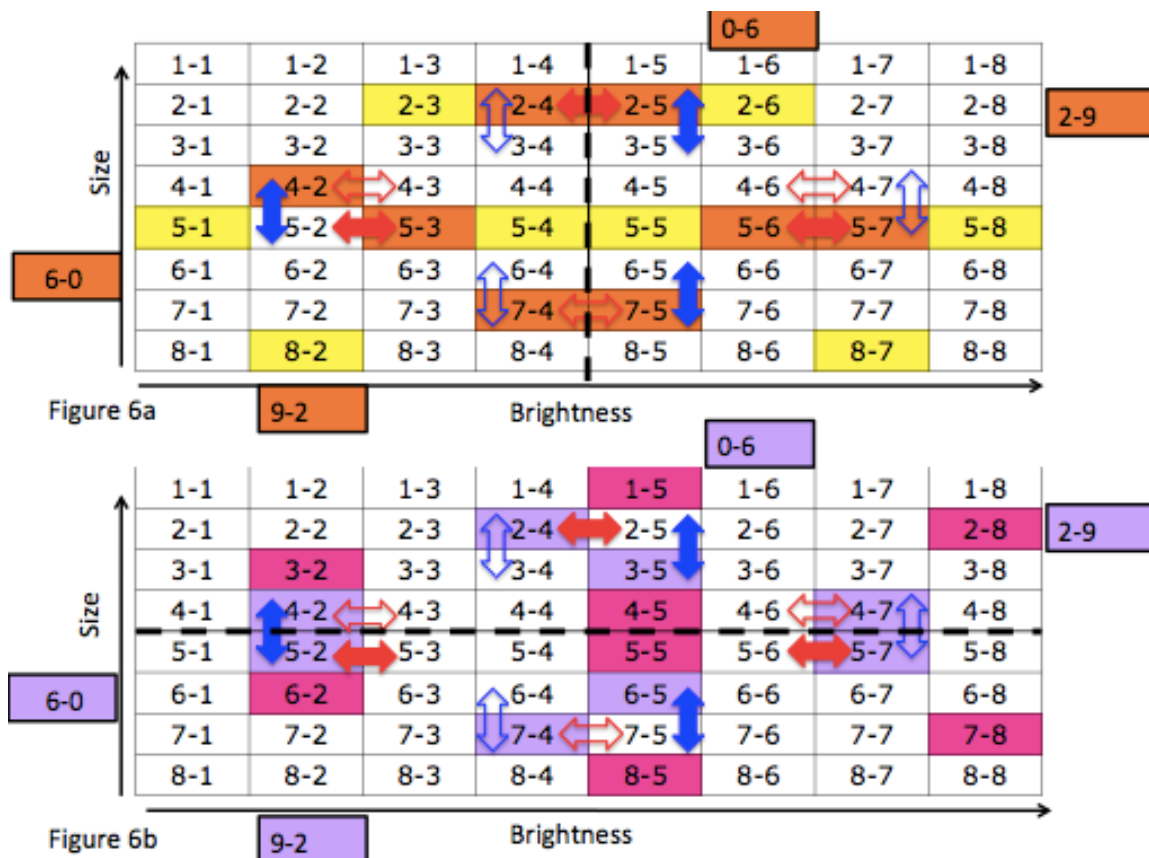 0-6
1-1 1-2 1-3 1-4 1-5 1-6 1-7 1-8
2-1 2-2 2-3 2-4 2-5 2-6 2-7 2-8
2-9
3-1 3-2 3-3 3-4 3-5 3-6 3-7 3-8
Size
4-1 4-2 4-3 4-4 4-5 4-6 4-7 4-8
5-1 5-2 5-3 5-4 5-5 5-6 5-7 5-8
6-0
6-1 6-2 6-3 6-4 6-5 6-6 6-7 6-8
7-1 7-2 7-3 7-4 7-5 7-6 7-7 7-8
8-1 8-2 8-3 8-4 8-5 8-6 8-7 8-8
Figure 6a
9-2
Brightness
0-6
1-1 1-2 1-3 1-4 1-5 1-6 1-7 1-8
2-1 2-2 2-3 2-4 2-5 2-6 2-7 2-8
2-9
3-1 3-2 3-3 3-4 3-5 3-6 3-7 3-8
Size
4-1 4-2 4-3 4-4 4-5 4-6 4-7 4-8
5-1 5-2 5-3 5-4 5-5 5-6 5-7 5-8
6-0
6-1 6-2 6-3 6-4 6-5 6-6 6-7 6-8
7-1 7-2 7-3 7-4 7-5 7-6 7-7 7-8
8-1 8-2 8-3 8-4 8-5 8-6 8-7 8-8
Figure 6b
9-2
Brightness